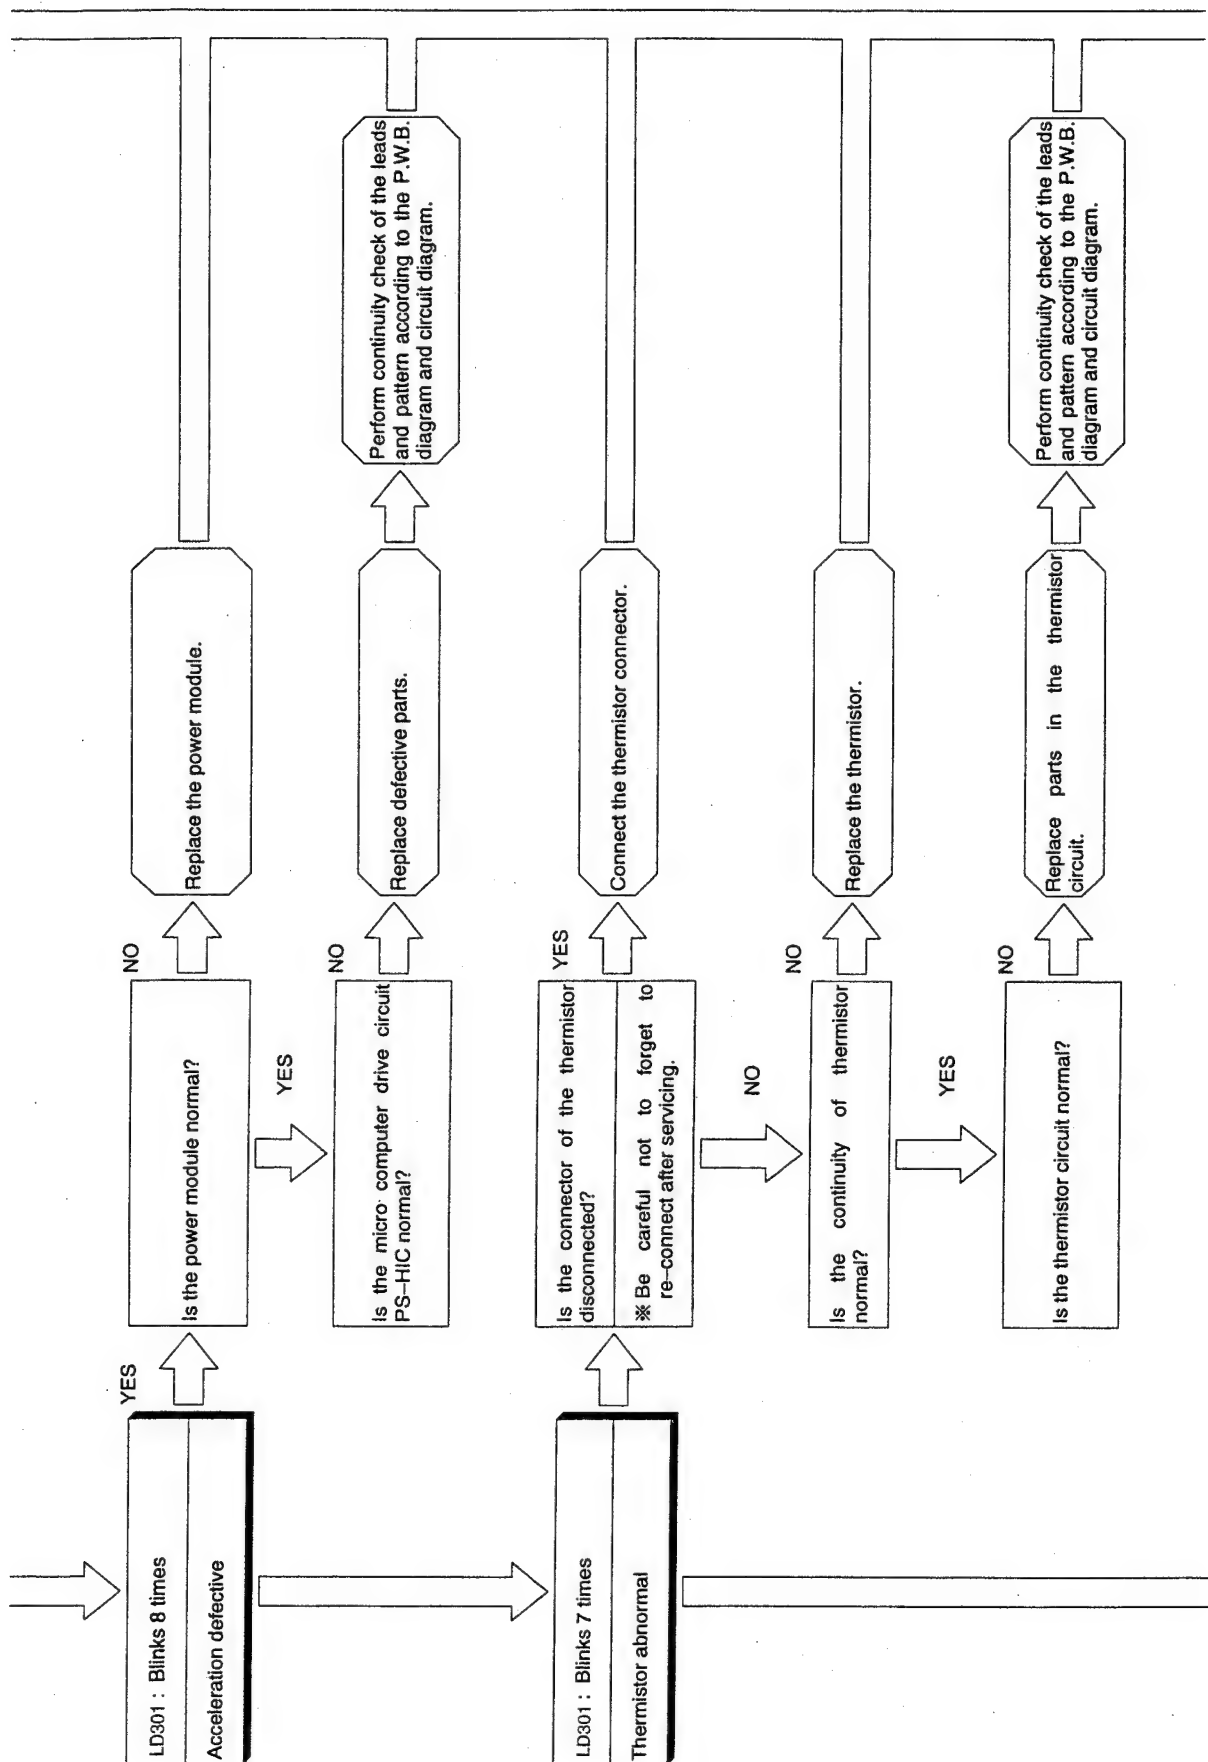 LD301 : Blinks 8 times
Acceleration defective
YES
Is the power module normal?
NO
Replace the power module.
YES
Is the micro computer drive circuit
PS–HIC normal?
NO
Replace defective parts.
Perform continuity check of the leads
and pattern according to the P.W.B.
diagram and circuit diagram.
LD301 : Blinks 7 times
Thermistor abnormal
Is the connector of the thermistor
disconnected?
※ Be careful not to forget to
re–connect after servicing.
YES
Connect the thermistor connector.
NO
Is the continuity of thermistor
normal?
NO
Replace the thermistor.
YES
Is the thermistor circuit normal?
NO
Replace parts in the thermistor
circuit.
Perform continuity check of the leads
and pattern according to the P.W.B.
diagram and circuit diagram.